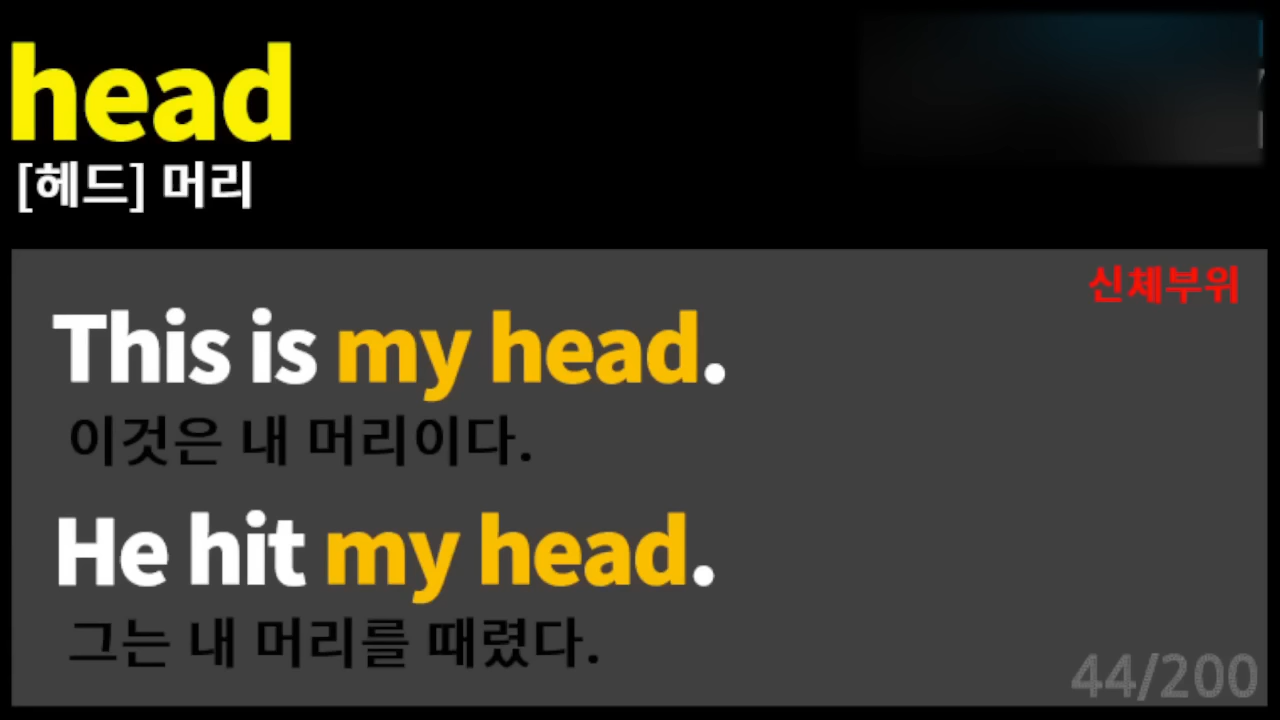 head
[헤드] 머리
신체부위
This is my head.
이것은 내 머리이다.
He hit my head.
그는 내 머리를 때렸다.
44/200